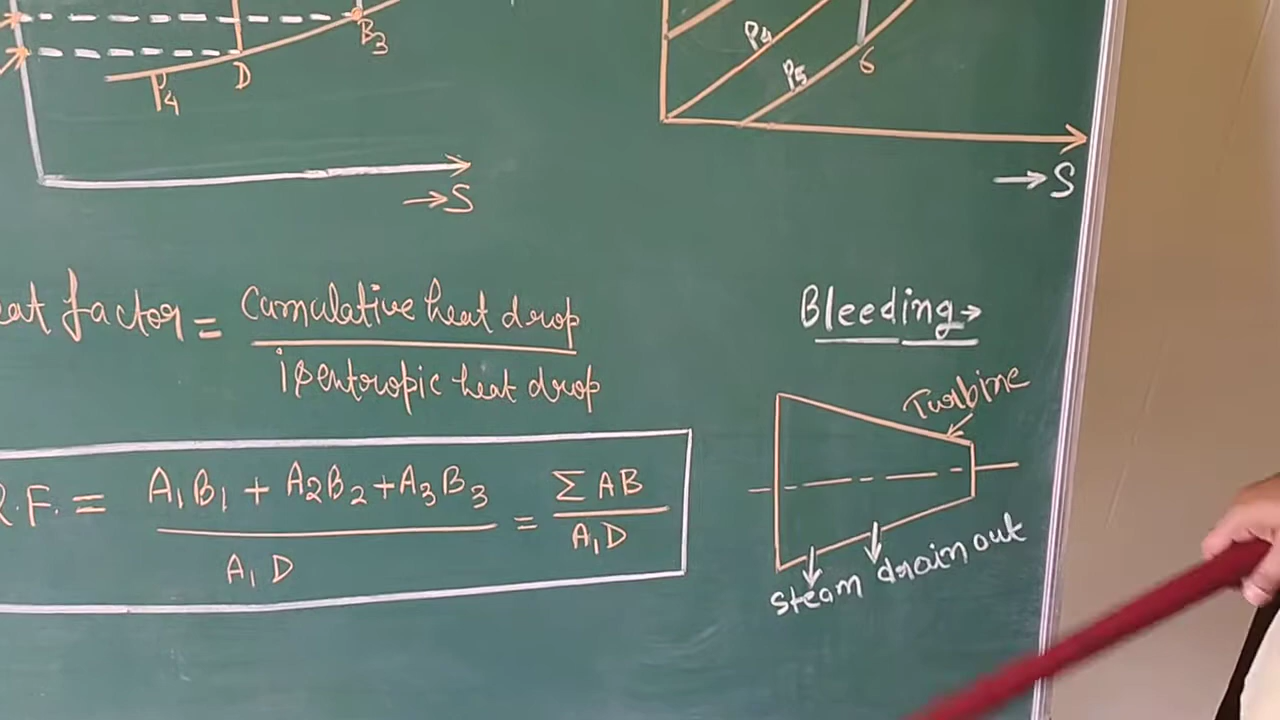 B3
D
P4
→S
P4
P5
6
→S
eat factor = Cumulative heat drop
isentropic heat drop
R.F. = A1B1 + A2B2 + A3B3 = ΣAB
A1D A1D
Bleeding→
Turbine
steam drain out